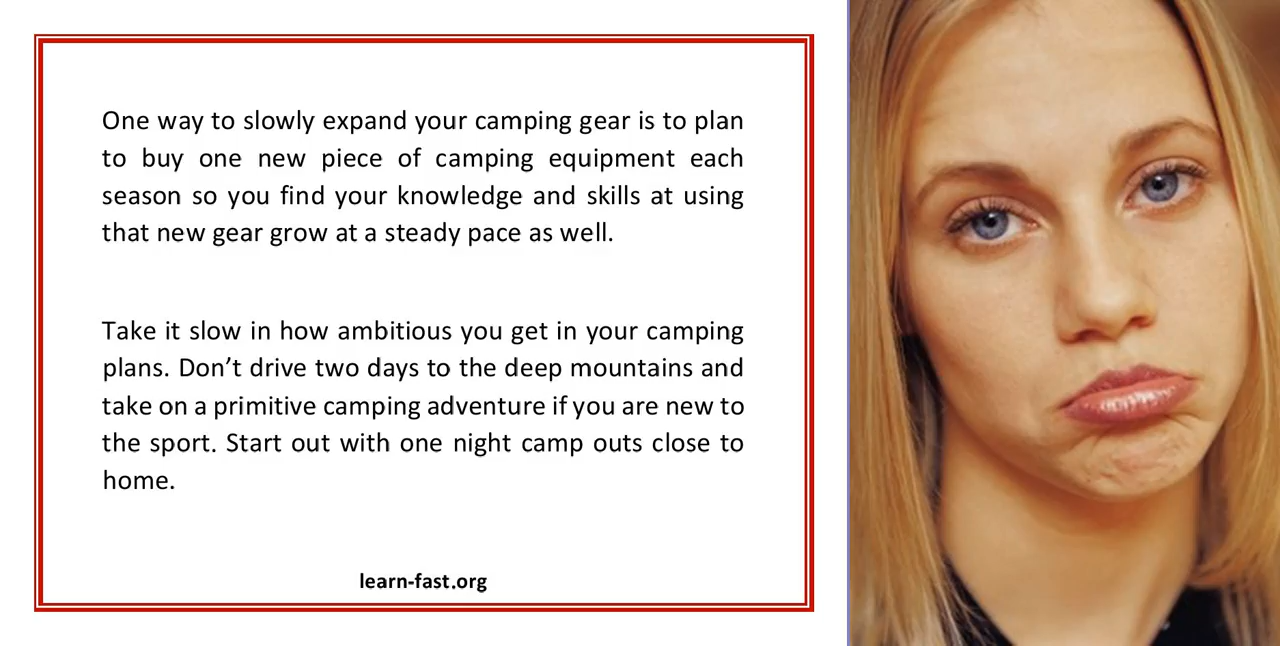 One way to slowly expand your camping gear is to plan
to buy one new piece of camping equipment each
season so you find your knowledge and skills at using
that new gear grow at a steady pace as well.
Take it slow in how ambitious you get in your camping
plans. Don’t drive two days to the deep mountains and
take on a primitive camping adventure if you are new to
the sport. Start out with one night camp outs close to
home.
learn-fast.org